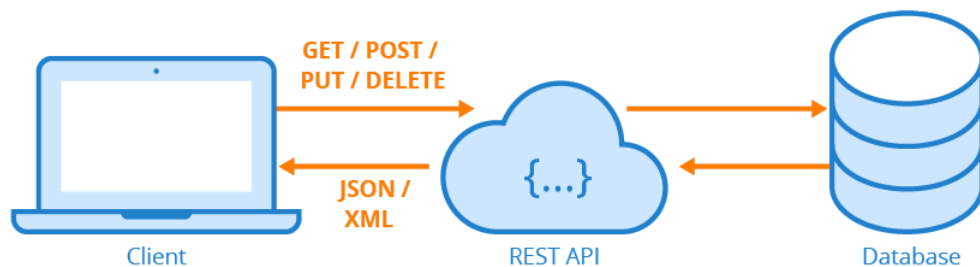 GET / POST /
PUT / DELETE
{...}
JSON /
XML
Client
REST API
Database